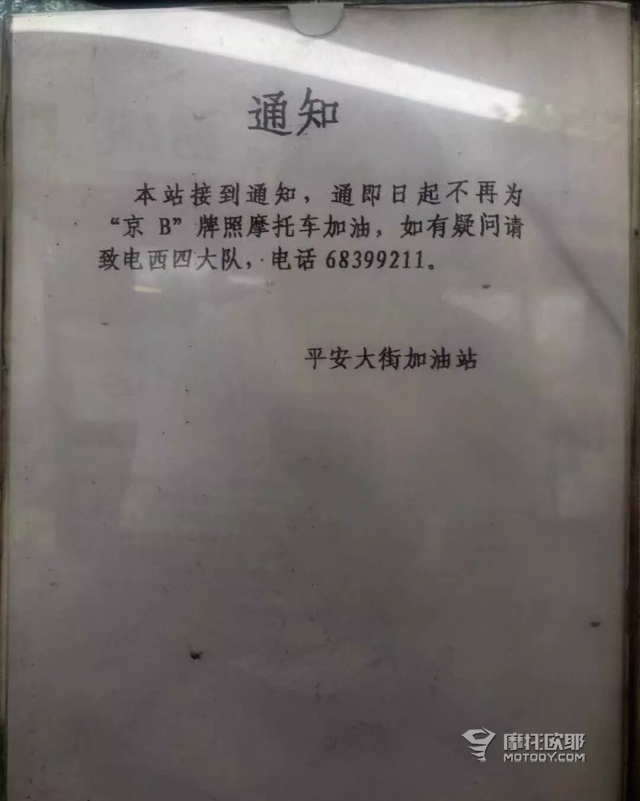 通知
本站接到通知，通即日起不再为
“京 B”牌照摩托车加油，如有疑问请
致电西四大队，电话 68399211。
平安大街加油站
摩托欧耶
MOTOOY.COM